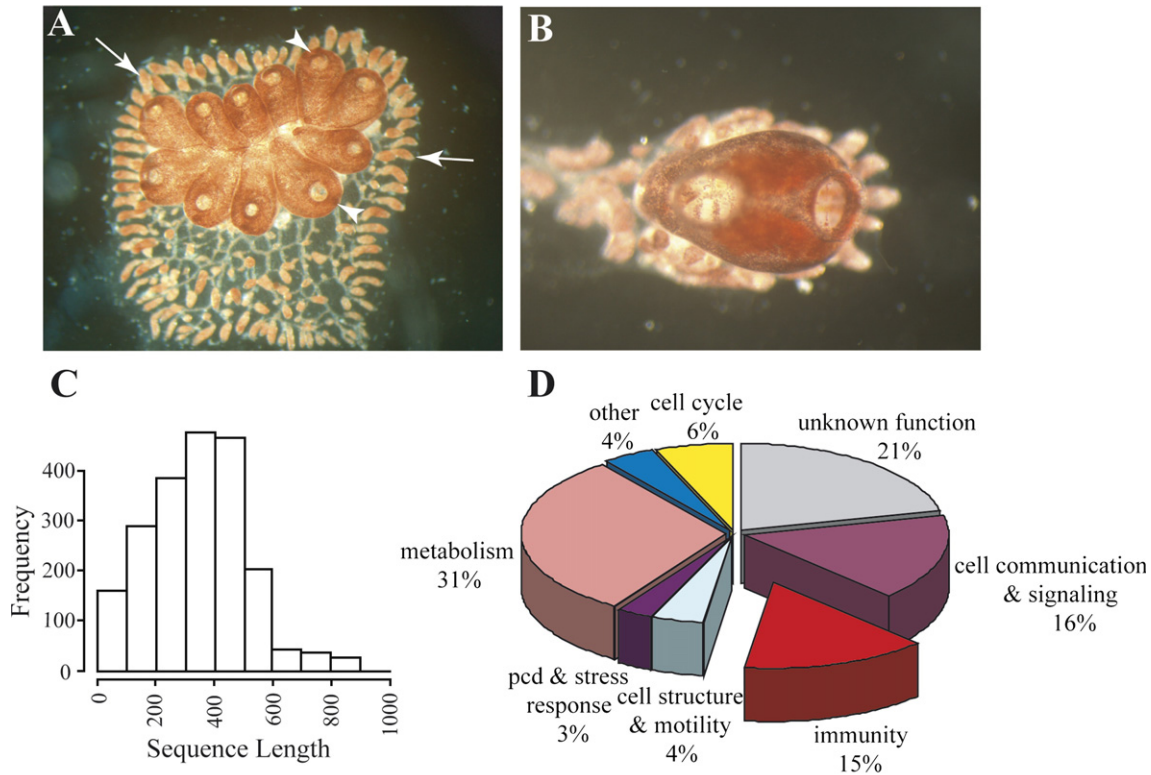 A
B
C
Frequency
400
300
200
100
0
0
200
400
600
800
1000
Sequence Length
D
other
4%
cell cycle
6%
unknown function
21%
metabolism
31%
cell communication
& signaling
16%
pcd & stress
response
3%
cell structure
& motility
4%
immunity
15%